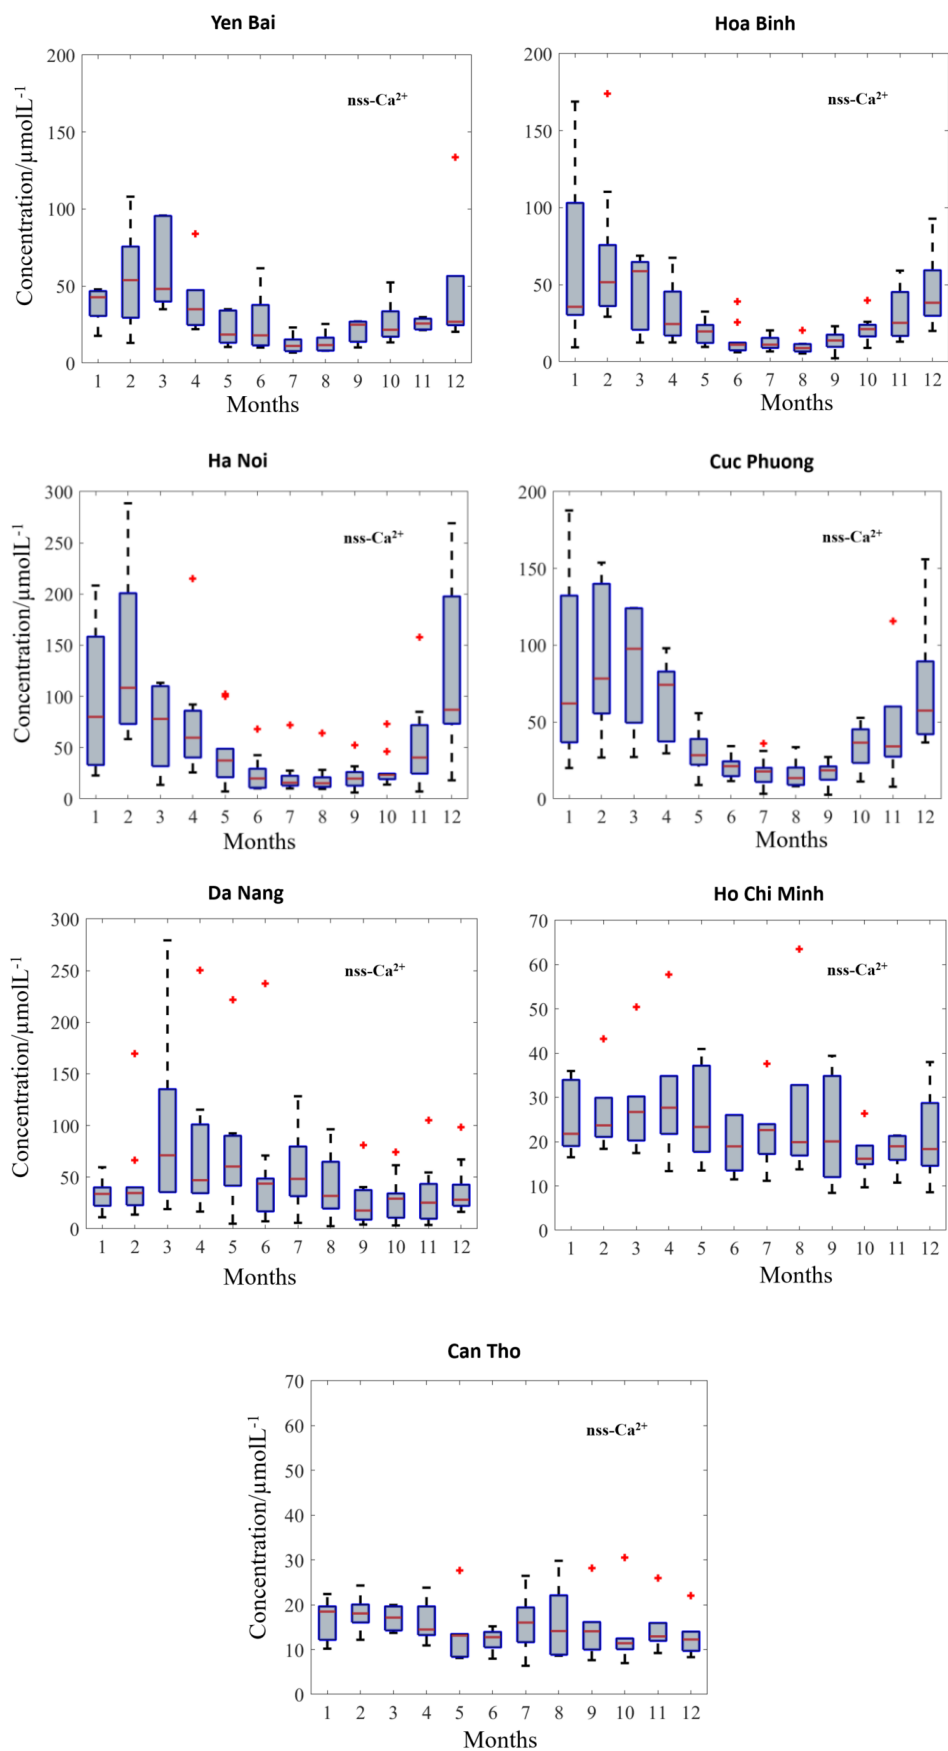 Yen Bai
Hoa Binh
Concentration/µmolL⁻¹
200
150
100
50
0
nss-Ca²⁺
1 2 3 4 5 6 7 8 9 10 11 12
Months
200
150
100
50
0
nss-Ca²⁺
1 2 3 4 5 6 7 8 9 10 11 12
Months
Ha Noi
Cuc Phuong
Concentration/µmolL⁻¹
300
250
200
150
100
50
0
nss-Ca²⁺
1 2 3 4 5 6 7 8 9 10 11 12
Months
200
150
100
50
0
nss-Ca²⁺
1 2 3 4 5 6 7 8 9 10 11 12
Months
Da Nang
Ho Chi Minh
Concentration/µmolL⁻¹
300
250
200
150
100
50
0
nss-Ca²⁺
1 2 3 4 5 6 7 8 9 10 11 12
Months
70
60
50
40
30
20
10
0
nss-Ca²⁺
1 2 3 4 5 6 7 8 9 10 11 12
Months
Can Tho
Concentration/µmolL⁻¹
70
60
50
40
30
20
10
0
nss-Ca²⁺
1 2 3 4 5 6 7 8 9 10 11 12
Months